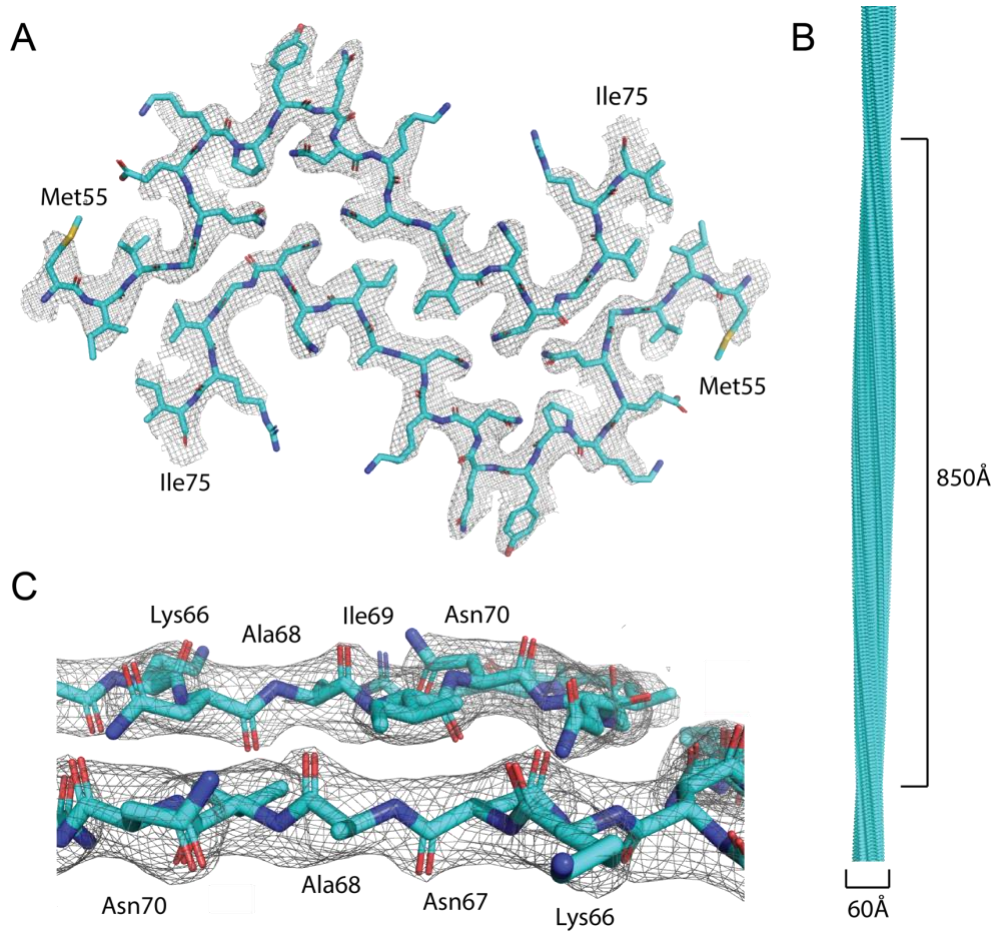 A
B
Ile75
Met55
Met55
Ile75
850Å
C
Lys66
Ala68
Ile69
Asn70
Asn70
Ala68
Asn67
Lys66
60Å